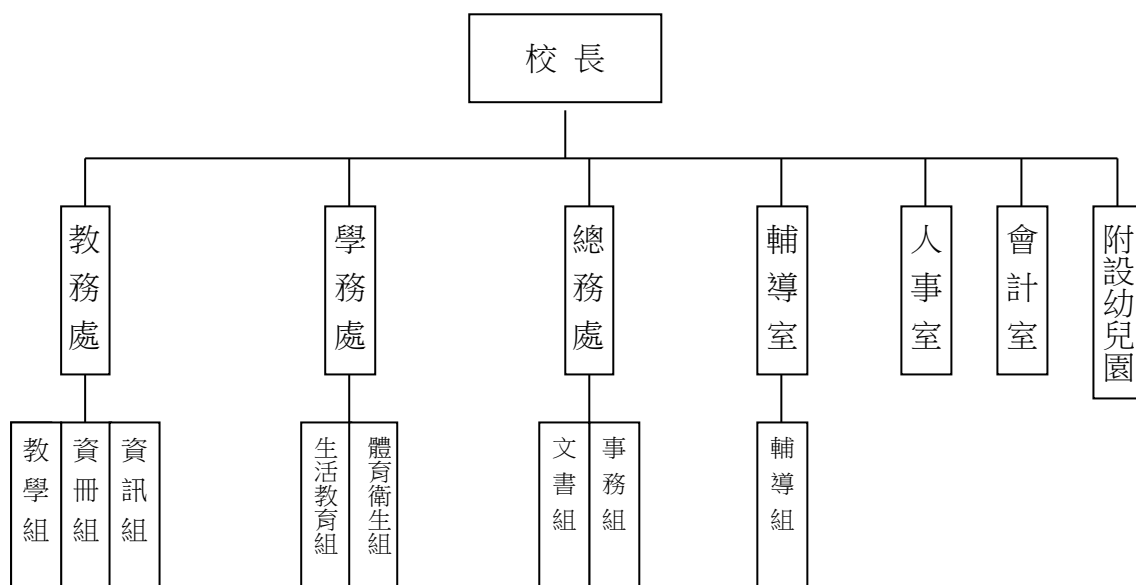 校長
教務處
學務處
總務處
輔導室
人事室
會計室
附設幼兒園
教學組
資冊組
資訊組
生活教育組
體育衛生組
文書組
事務組
輔導組